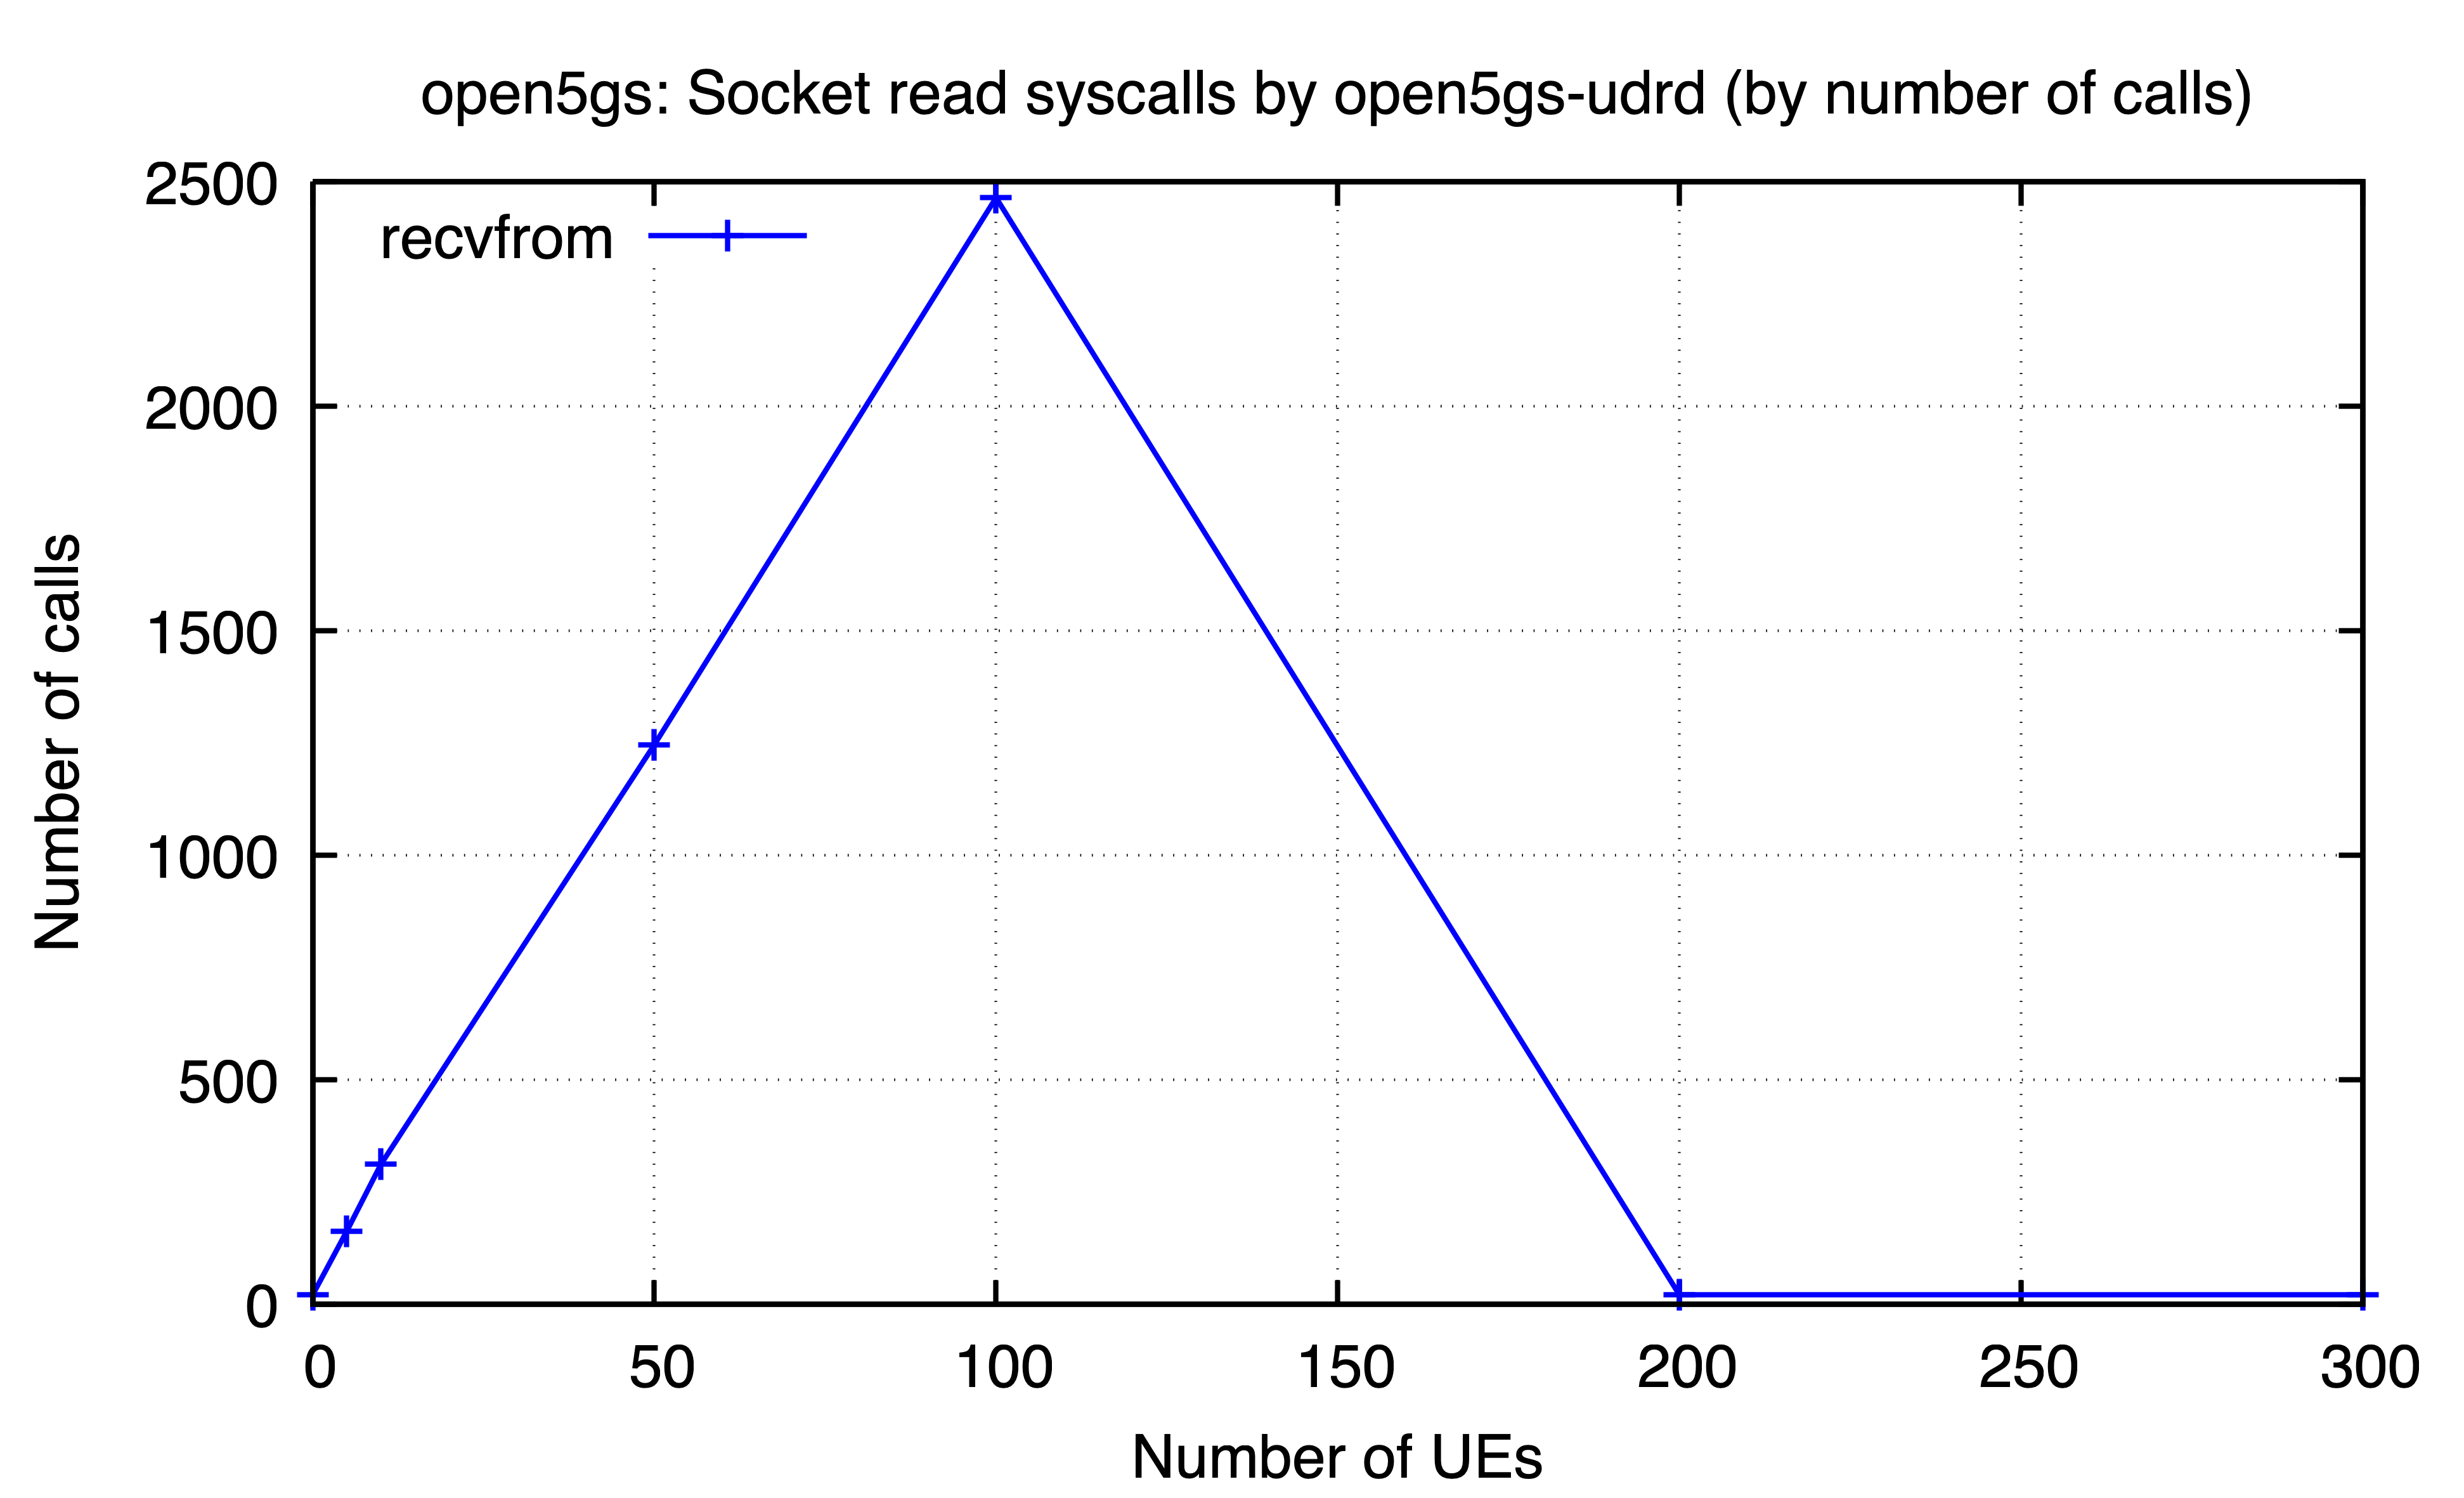 open5gs: Socket read syscalls by open5gs-udrd (by number of calls)
recvfrom
Number of calls
2500
2000
1500
1000
500
0
0 50 100 150 200 250 300
Number of UEs